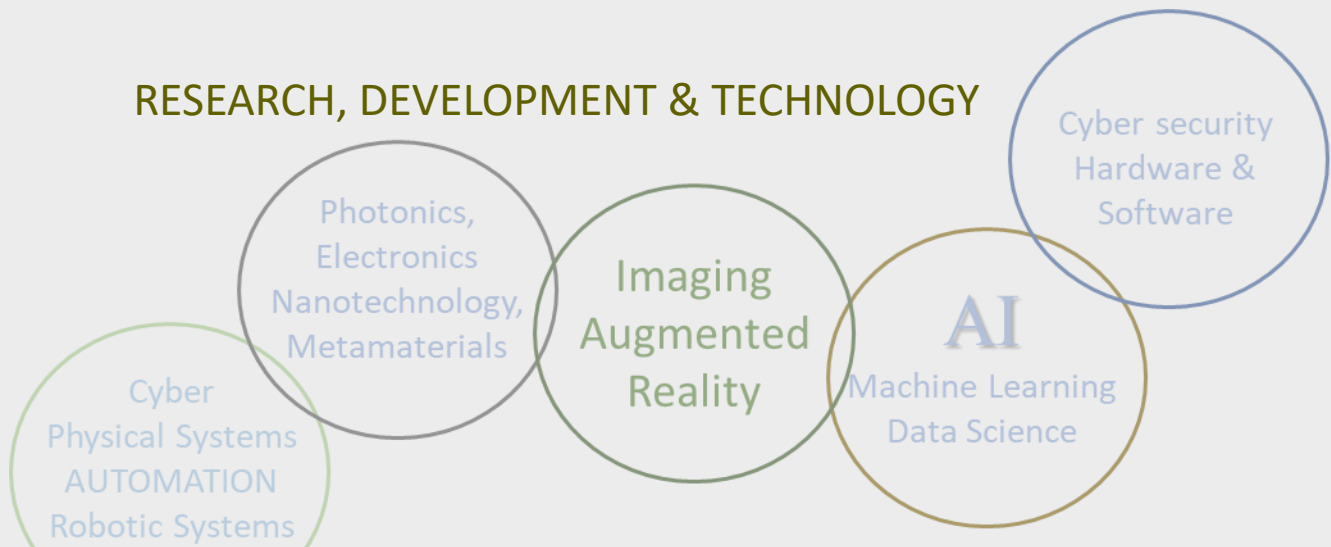 RESEARCH, DEVELOPMENT & TECHNOLOGY
Cyber security
Hardware &
Software
Photonics,
Electronics
Nanotechnology,
Metamaterials
Imaging
Augmented
Reality
AI
Machine Learning
Data Science
Cyber
Physical Systems
AUTOMATION
Robotic Systems